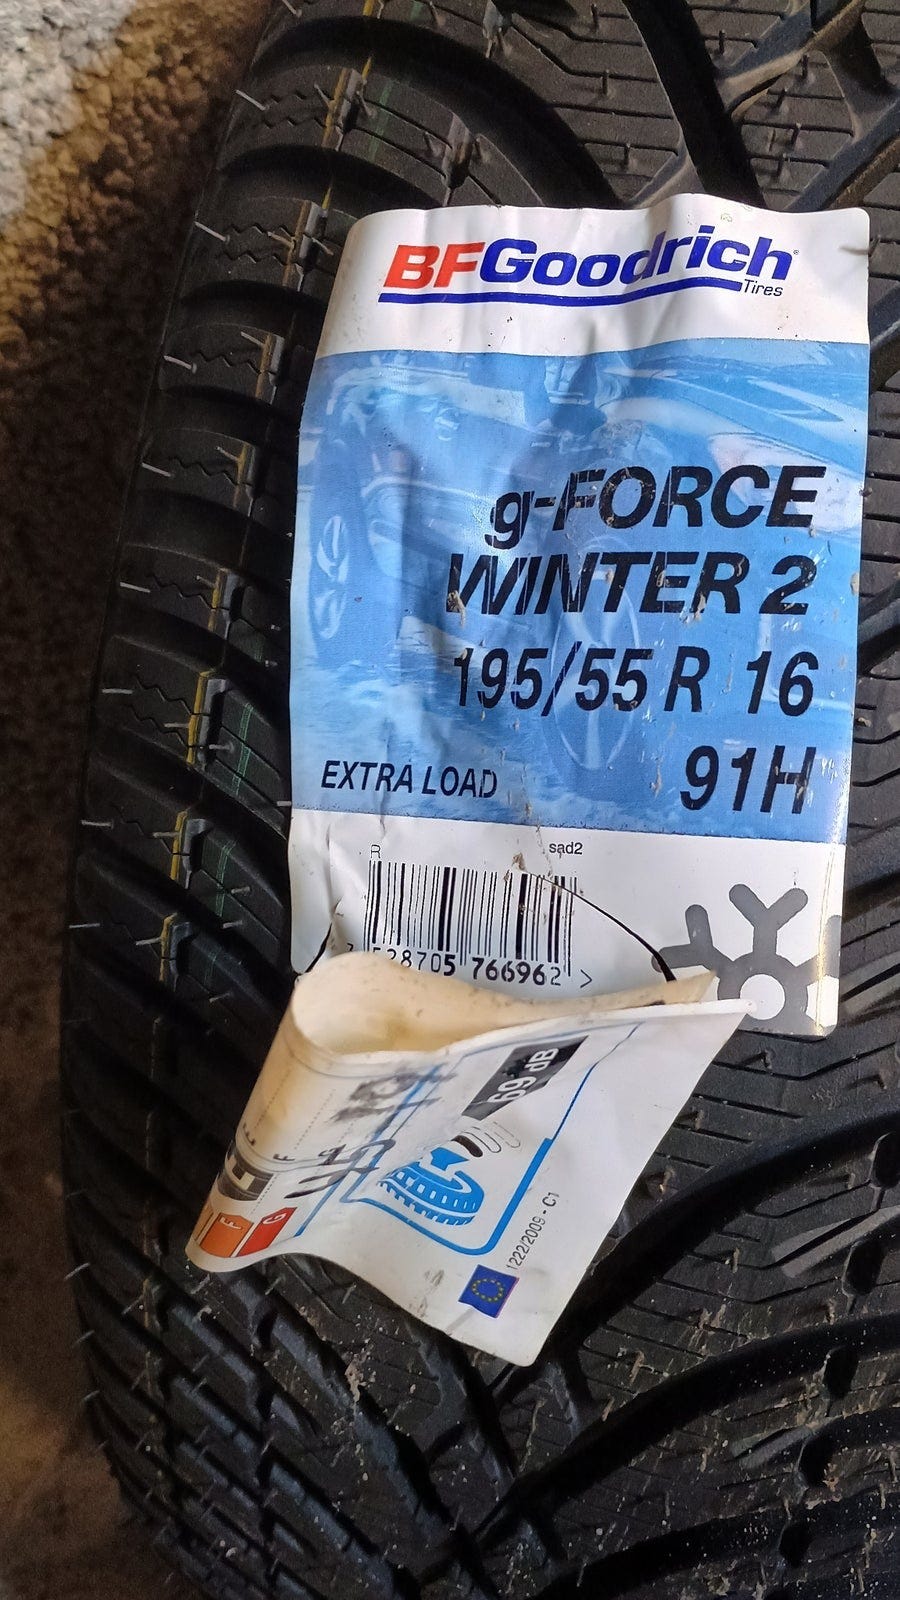 BFGoodrich
Tires
g-FORCE
WINTER 2
195/55 R 16
EXTRA LOAD
91H
R
sad2
528705 766962 >
69 dB
E
F
G
1222/2009 - C1